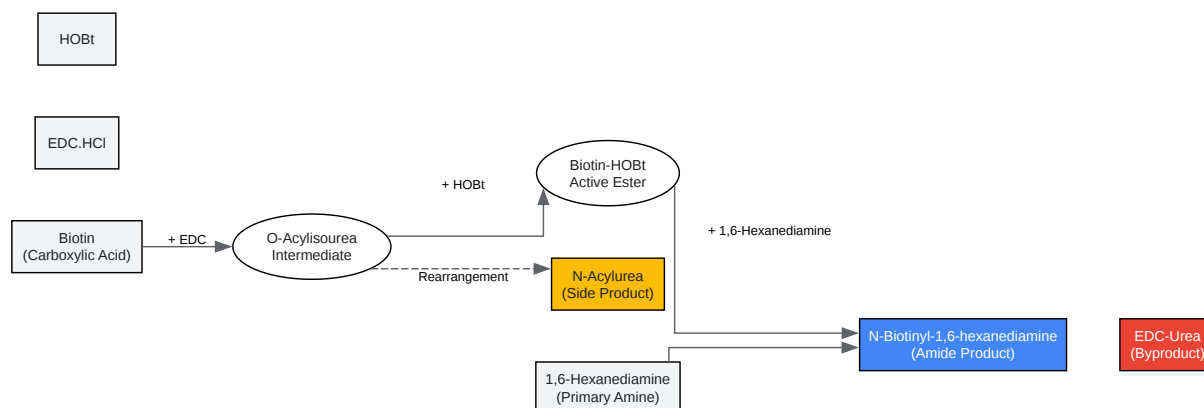 HOBt
EDC.HCl
Biotin
(Carboxylic Acid)
+ EDC
O-Acylisourea
Intermediate
+ HOBt
Biotin-HOBt
Active Ester
Rearrangement
N-Acylurea
(Side Product)
+ 1,6-Hexanediamine
1,6-Hexanediamine
(Primary Amine)
N-Biotinyl-1,6-hexanediamine
(Amide Product)
EDC-Urea
(Byproduct)